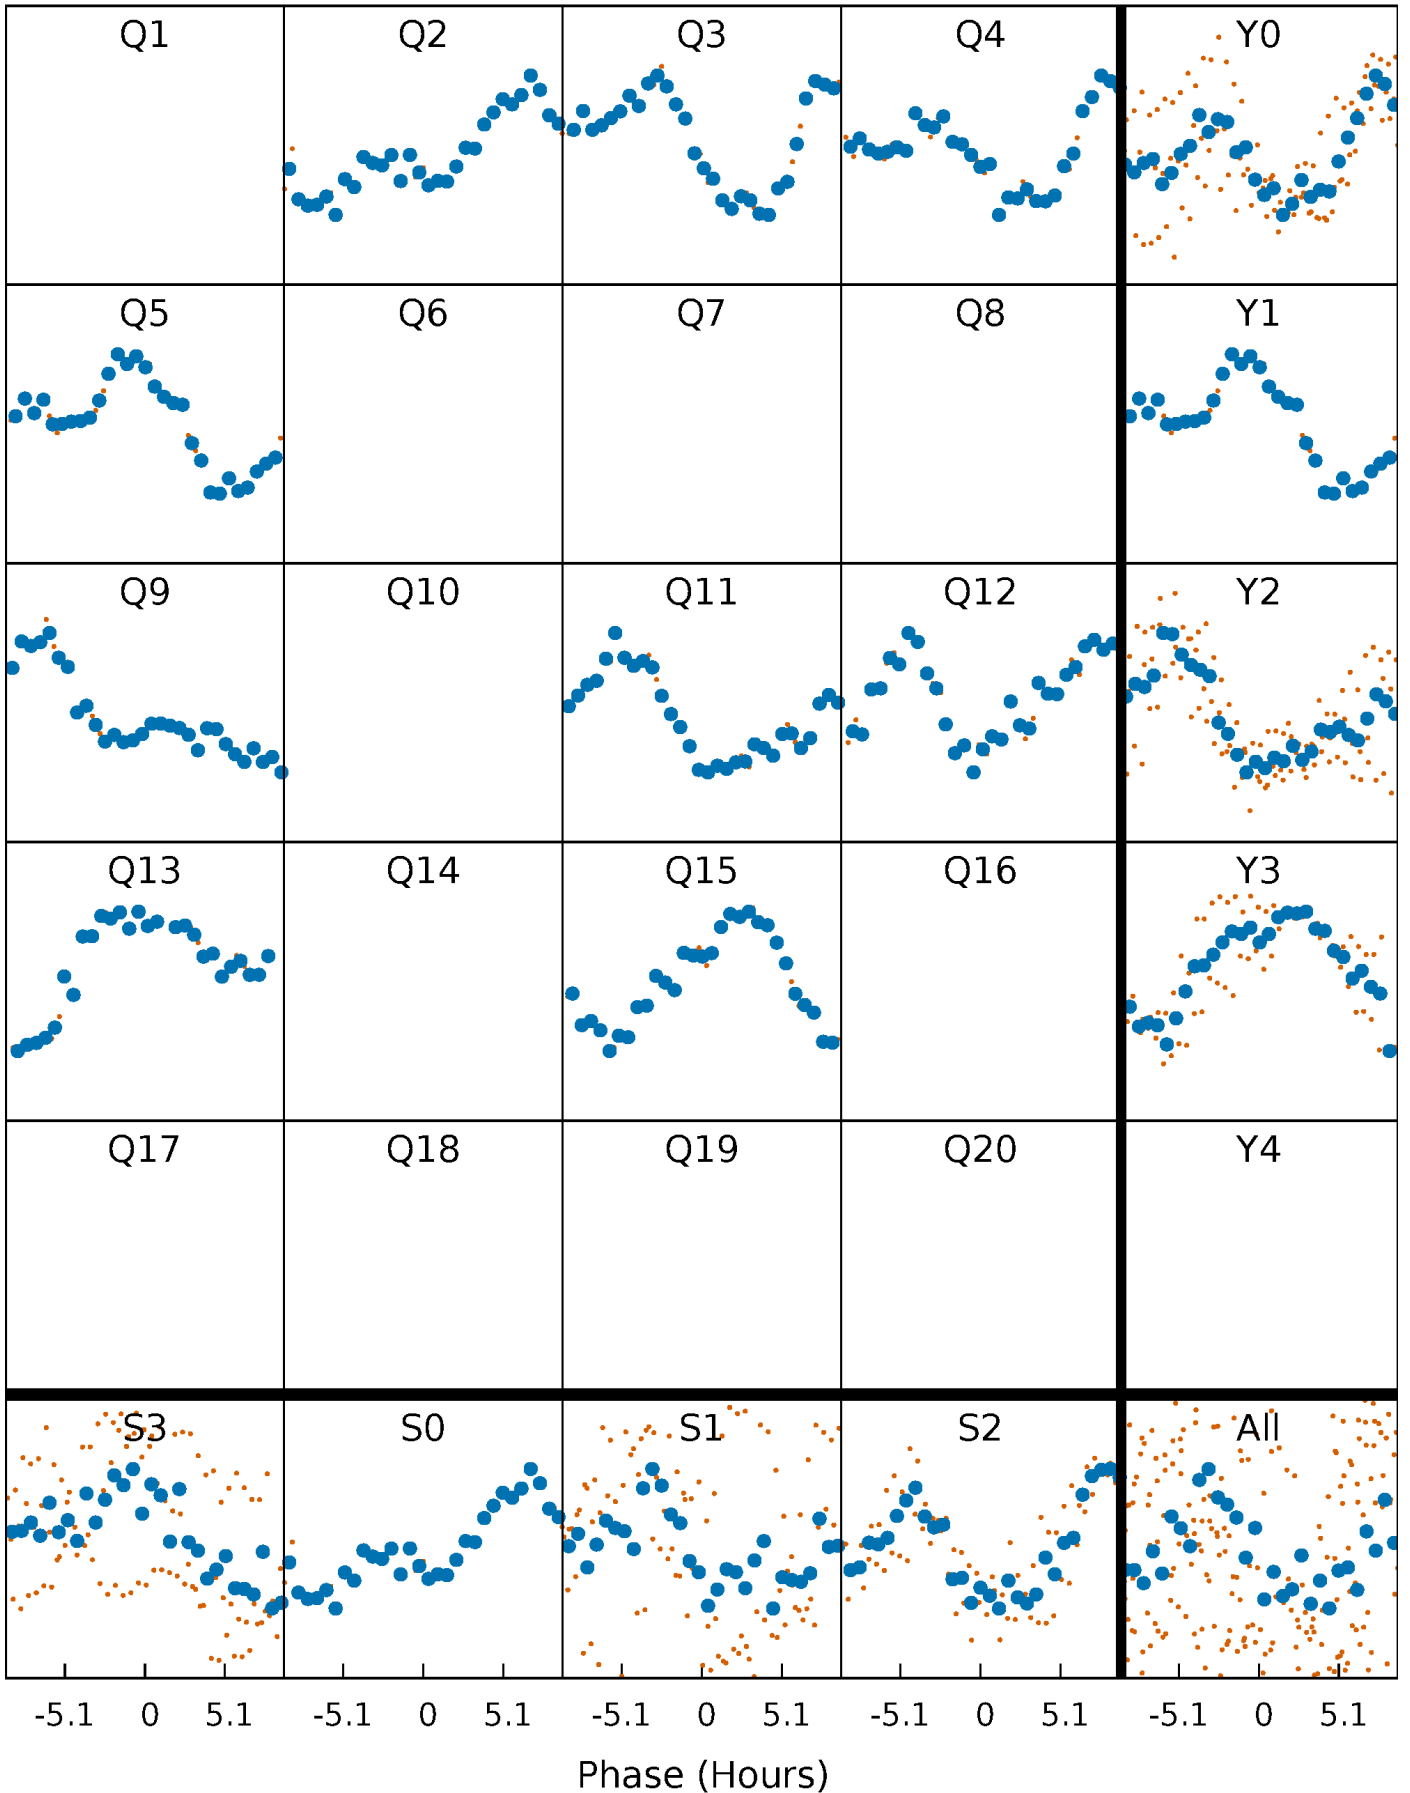 Q1 Q2 Q3 Q4 Y0
Q5 Q6 Q7 Q8 Y1
Q9 Q10 Q11 Q12 Y2
Q13 Q14 Q15 Q16 Y3
Q17 Q18 Q19 Q20 Y4
S3 S0 S1 S2 All
-5.1 0 5.1 -5.1 0 5.1 -5.1 0 5.1 -5.1 0 5.1 -5.1 0 5.1
Phase (Hours)